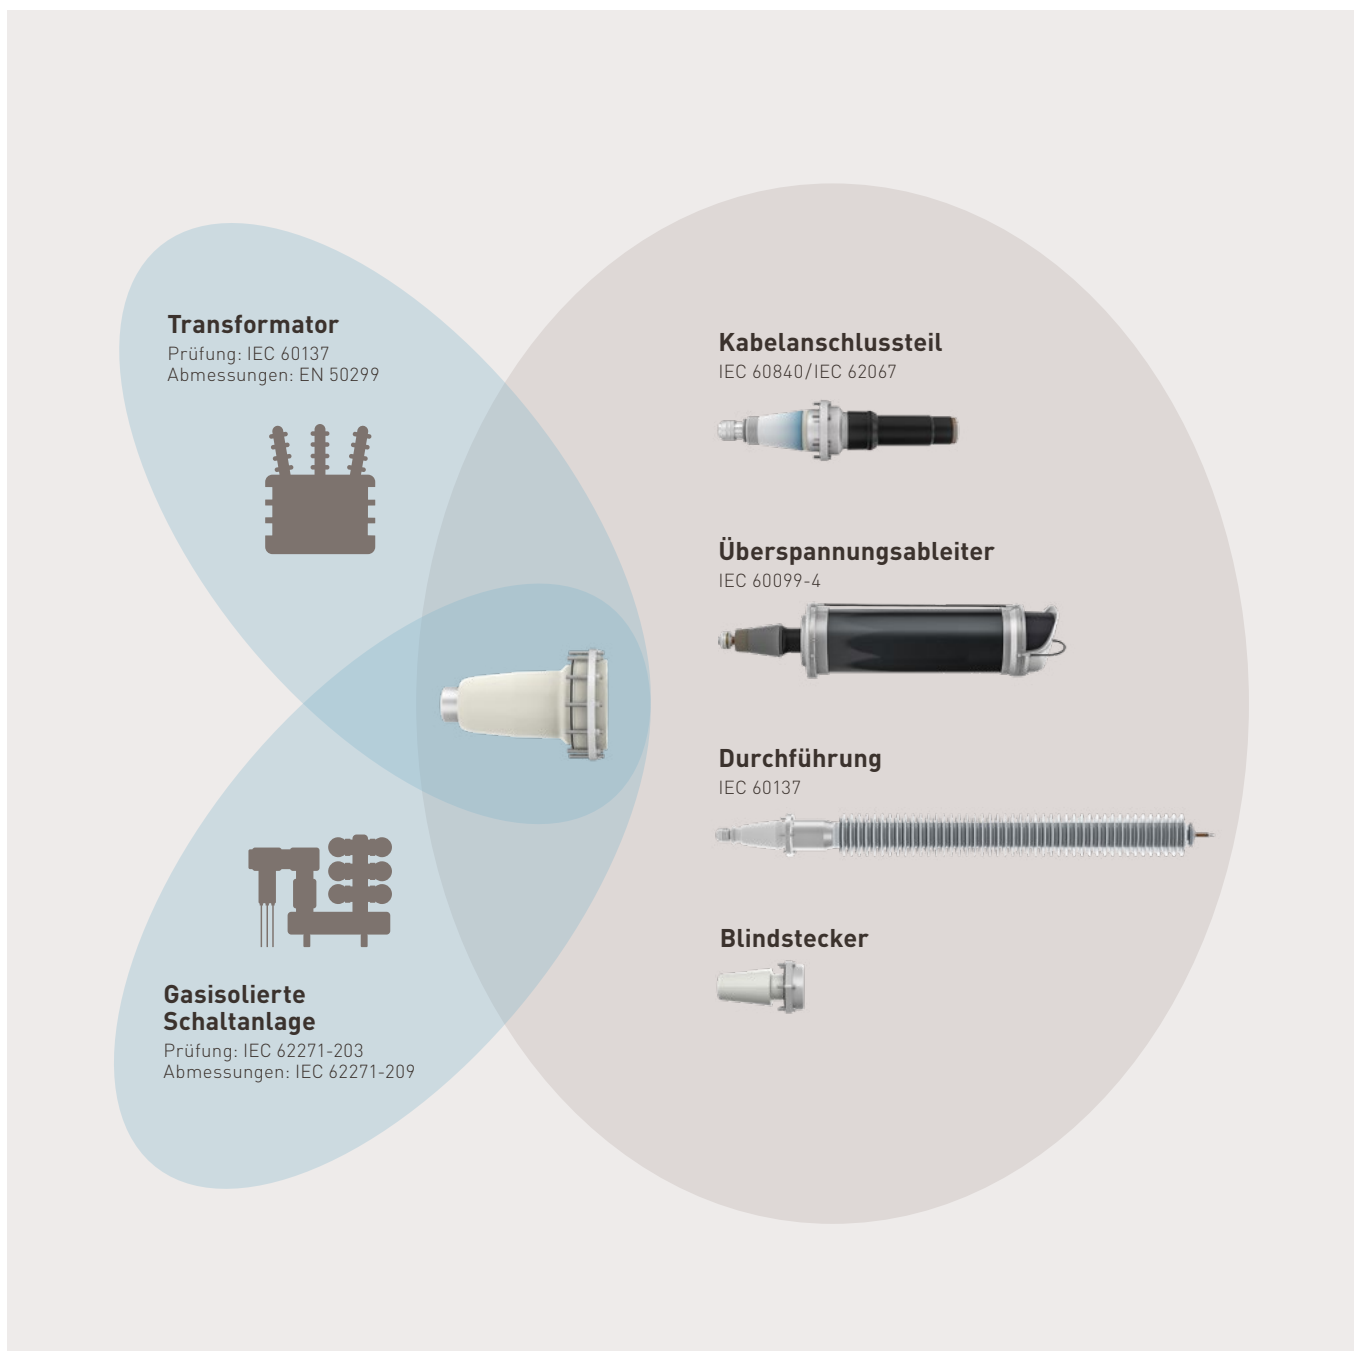 Transformator
Prüfung: IEC 60137
Abmessungen: EN 50299
Gasisolierte
Schaltanlage
Prüfung: IEC 62271-203
Abmessungen: IEC 62271-209
Kabelanschlussteil
IEC 60840/IEC 62067
Überspannungsableiter
IEC 60099-4
Durchführung
IEC 60137
Blindstecker